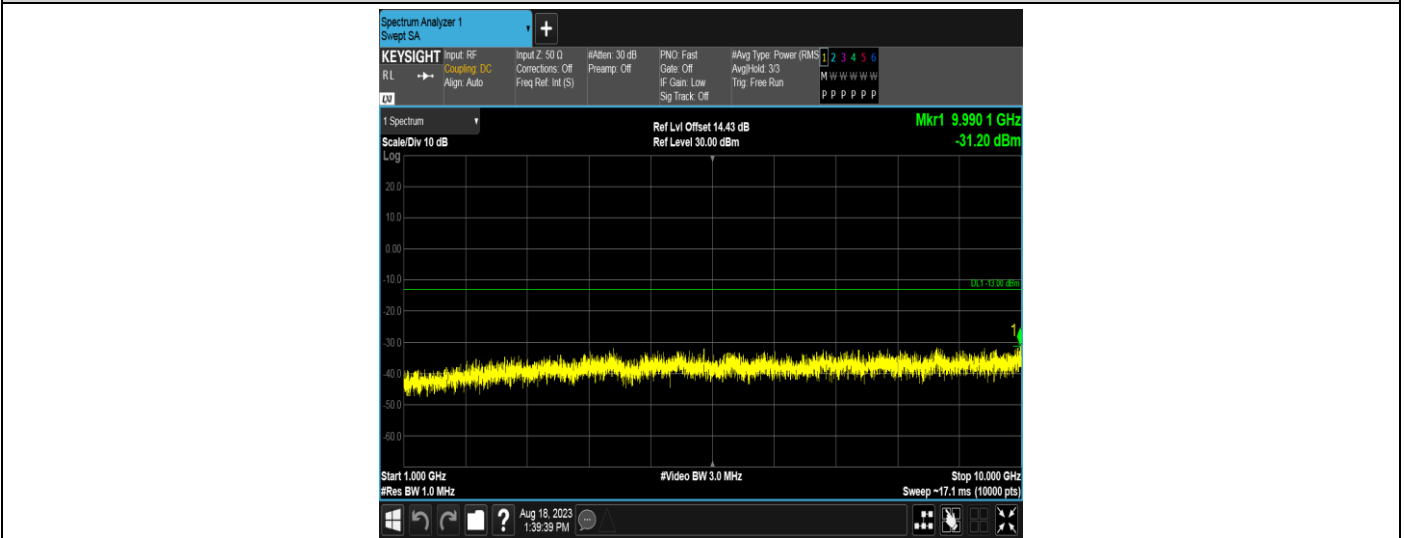 Spectrum Analyzer 1
Swept SA
+
KEYSIGHT Input: RF Input Z: 50 Ω #Atten: 30 dB PNO: Fast #Avg Type: Power (RMS 1 2 3 4 5 6
RL Coupling: DC Corrections: Off Preamp: Off Gate: Off Avg|Hold: 3/3 M W W W W W
Align: Auto Freq Ref: Int (S) IF Gain: Low Trig: Free Run P P P P P P
Sig Track: Off
1 Spectrum Ref Lvl Offset 14.43 dB Mkr1 9.990 1 GHz
Scale/Div 10 dB Ref Level 30.00 dBm -31.20 dBm
Log
20.0
10.0
0.00
-10.0
DL1 -13.00 dBm
-20.0
1
-30.0
-40.0
-50.0
-60.0
Start 1.000 GHz #Video BW 3.0 MHz Stop 10.000 GHz
#Res BW 1.0 MHz Sweep ~17.1 ms (10000 pts)
? Aug 18, 2023
1:39:39 PM